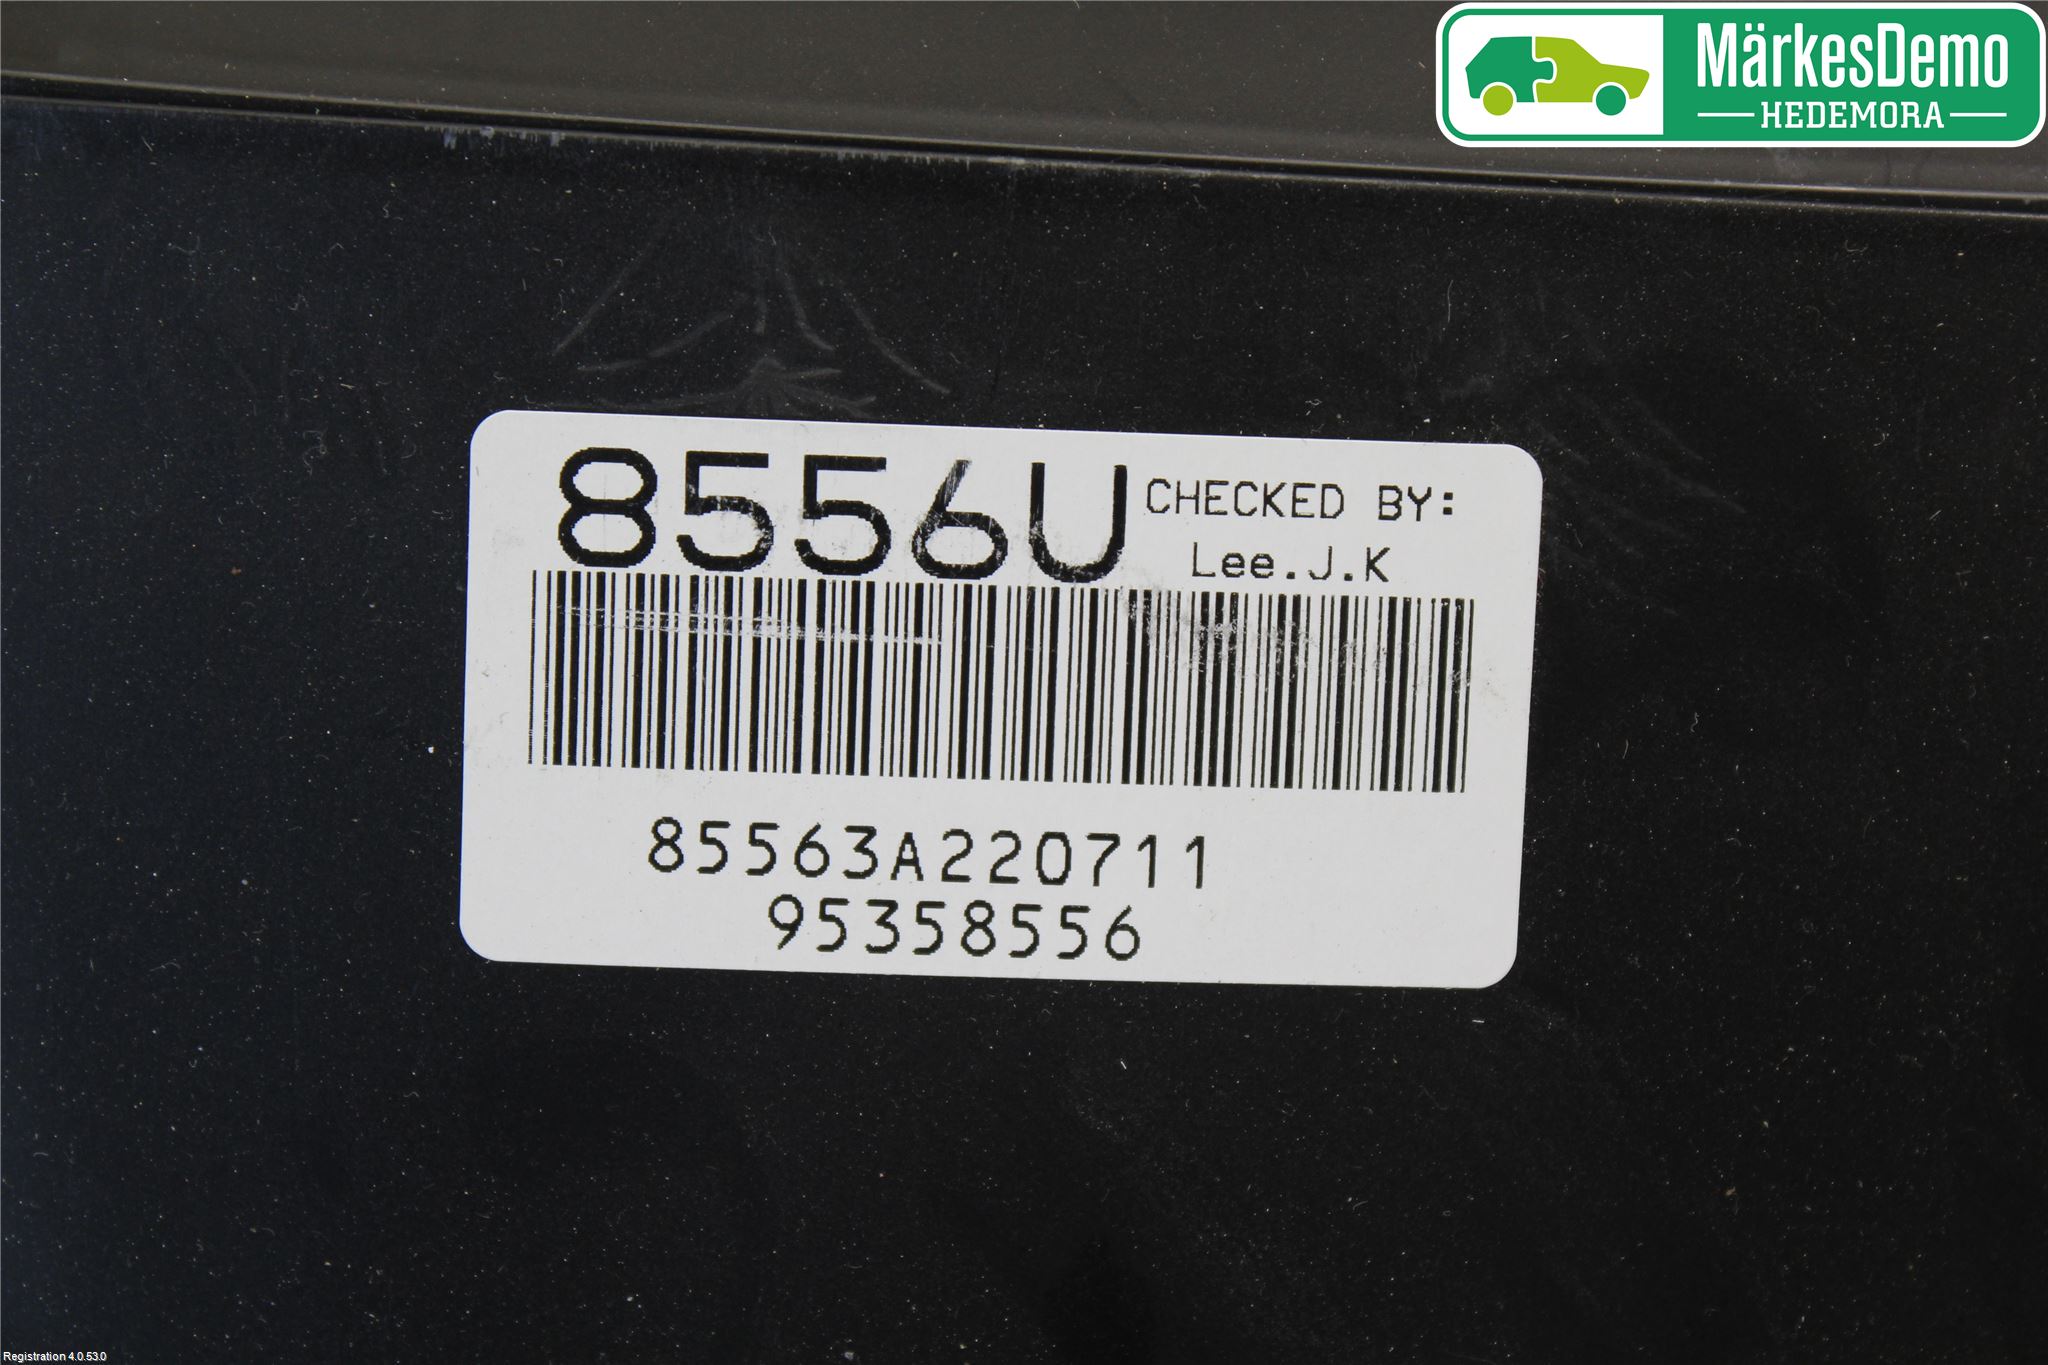 MärkesDemo
HEDEMORA
8556U
CHECKED BY:
Lee.J.K
85563A220711
95358556
Registration 4.0.53.0